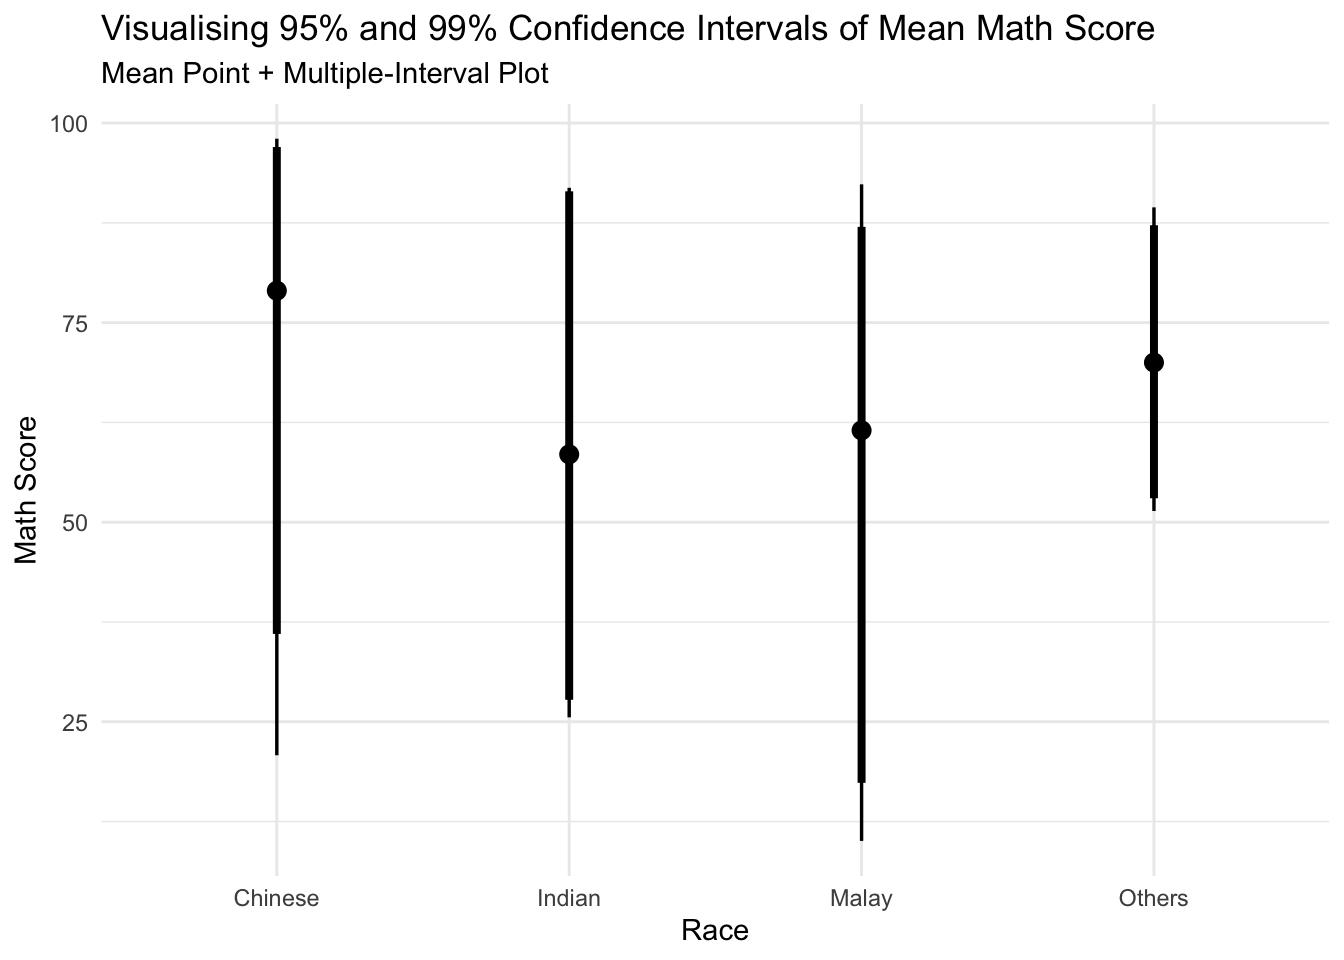 Visualising 95% and 99% Confidence Intervals of Mean Math Score
Mean Point + Multiple-Interval Plot
100
75
50
25
Math Score
Chinese
Indian
Malay
Others
Race